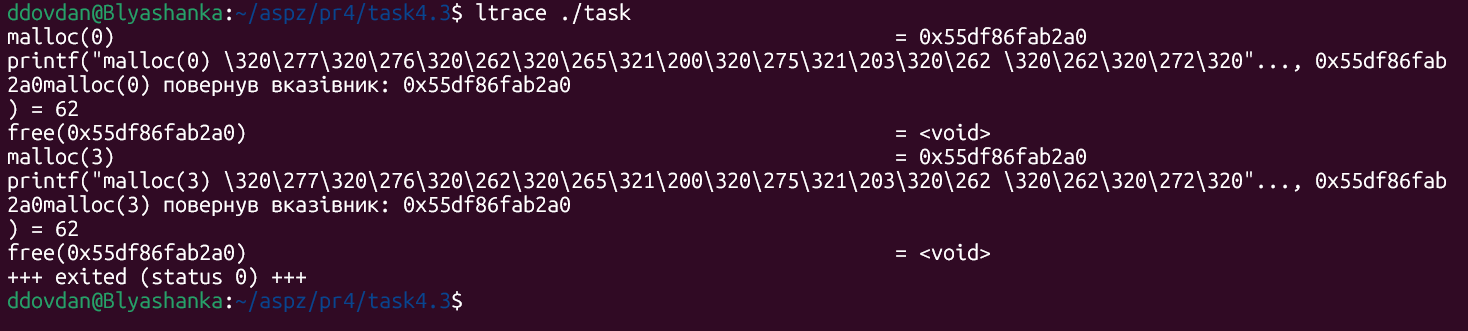 ddovdan@Blyashanka:~/aspz/pr4/task4.3$ ltrace ./task
malloc(0)                                                                  = 0x55df86fab2a0
printf("malloc(0) \320\277\320\276\320\262\320\265\321\200\320\275\321\203\320\262 \320\262\320\272\320"..., 0x55df86fab
2a0malloc(0) повернув вказівник: 0x55df86fab2a0
) = 62
free(0x55df86fab2a0)                                                       = <void>
malloc(3)                                                                  = 0x55df86fab2a0
printf("malloc(3) \320\277\320\276\320\262\320\265\321\200\320\275\321\203\320\262 \320\262\320\272\320"..., 0x55df86fab
2a0malloc(3) повернув вказівник: 0x55df86fab2a0
) = 62
free(0x55df86fab2a0)                                                       = <void>
+++ exited (status 0) +++
ddovdan@Blyashanka:~/aspz/pr4/task4.3$